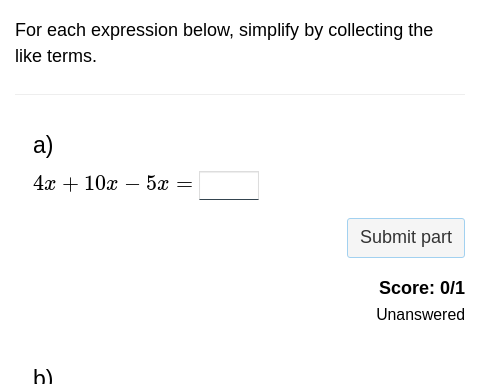 For each expression below, simplify by collecting the
like terms.
a)
4x + 10x − 5x =
Submit part
Score: 0/1
Unanswered
b)